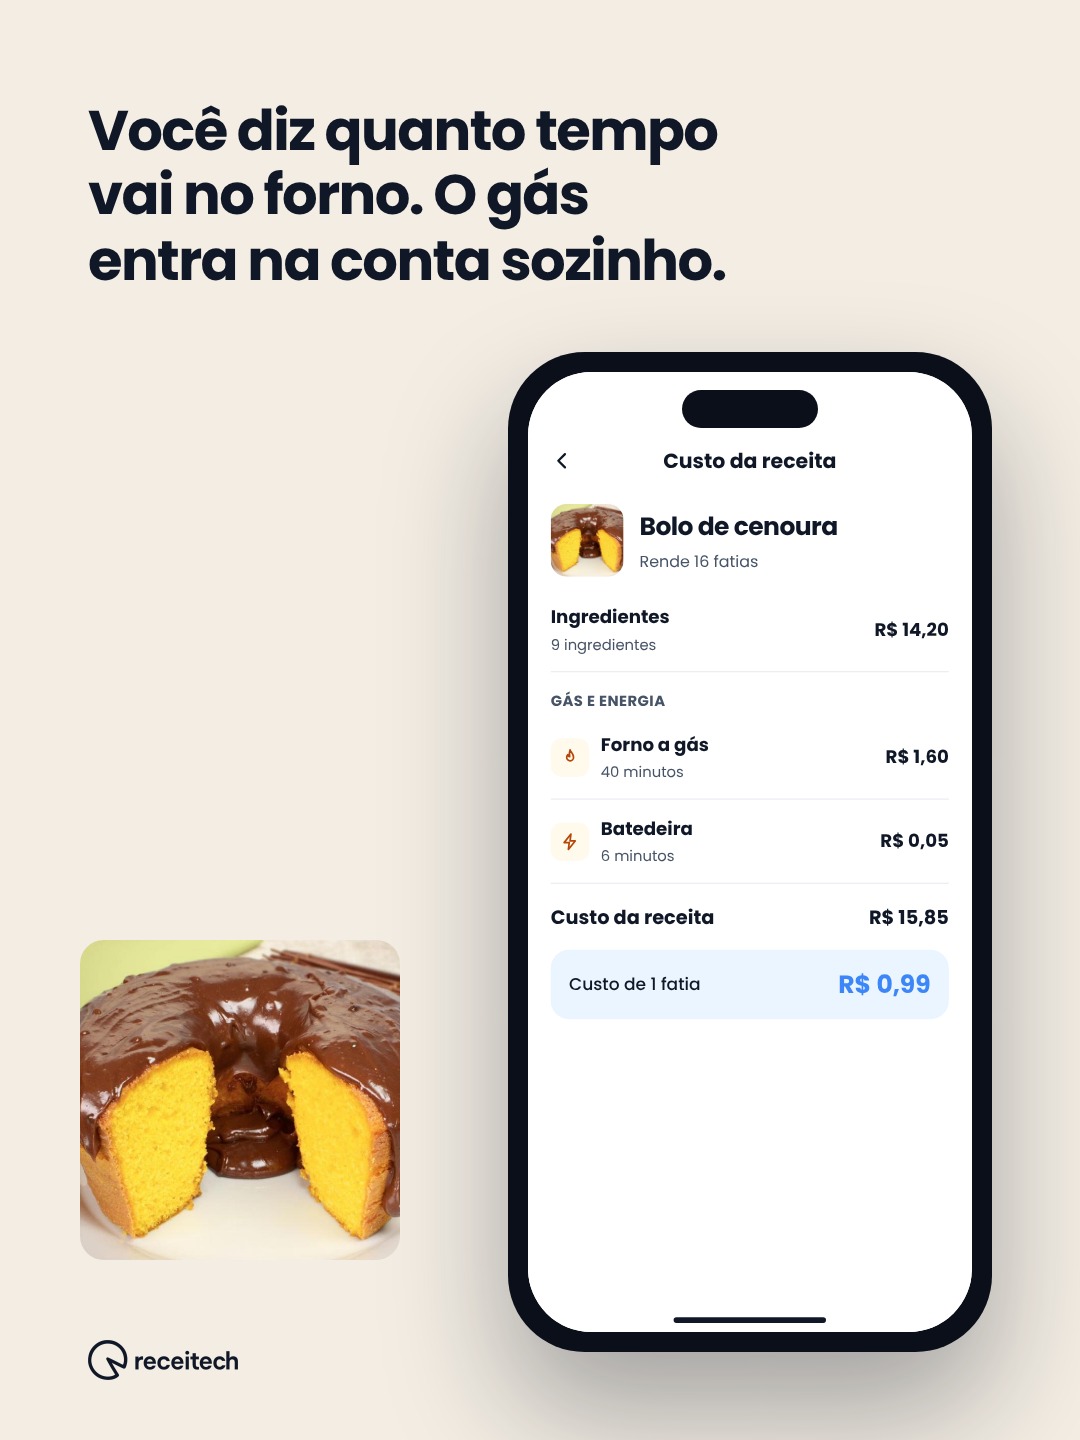 Você diz quanto tempo
vai no forno. O gás
entra na conta sozinho.
Custo da receita
Bolo de cenoura
Rende 16 fatias
Ingredientes
R$ 14,20
9 ingredientes
GÁS E ENERGIA
Forno a gás
R$ 1,60
40 minutos
Batedeira
R$ 0,05
6 minutos
Custo da receita
R$ 15,85
Custo de 1 fatia
R$ 0,99
receitech